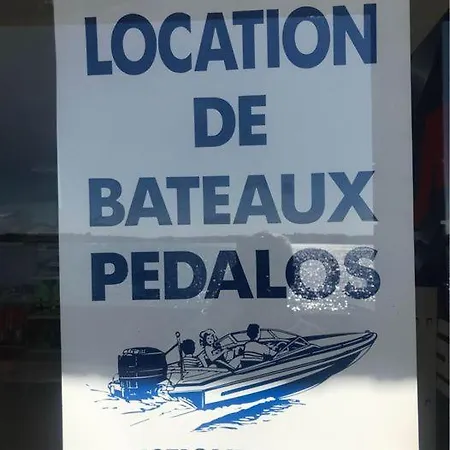 LOCATION
DE
BATEAUX
PEDALOS